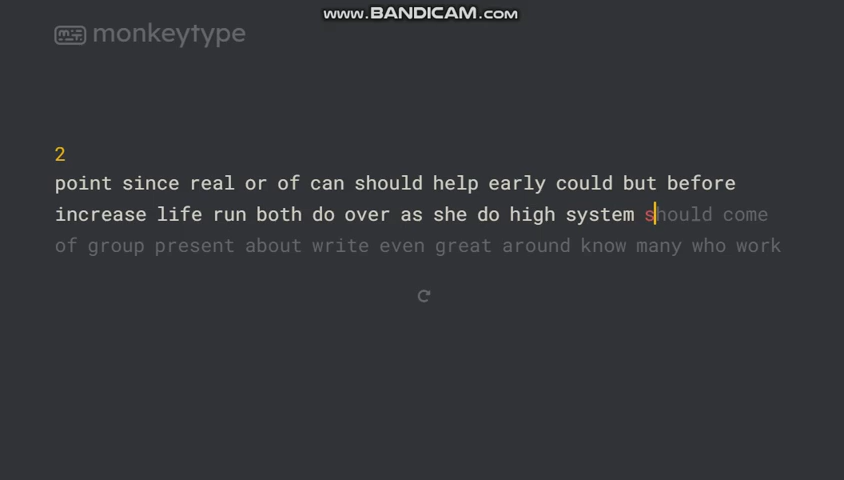 www.BANDICAM.com
monkeytype
2
point since real or of can should help early could but before
increase life run both do over as she do high system should come
of group present about write even great around know many who work